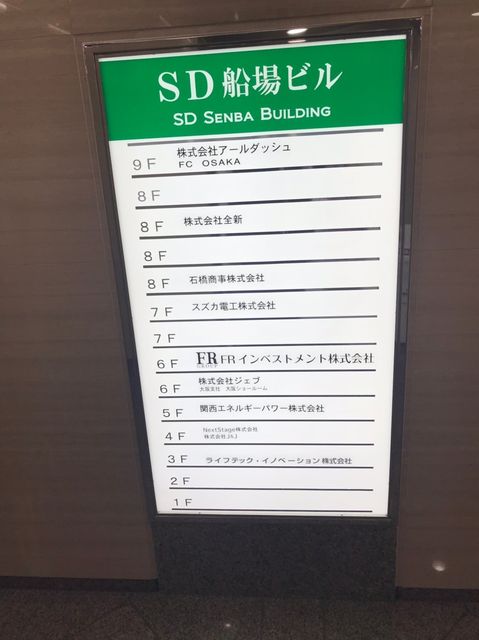 SD船場ビル
SD SENBA BUILDING
9F 株式会社アールダッシュ
FC OSAKA
8F
8F 株式会社全新
8F
8F 石橋商事株式会社
7F スズカ電工株式会社
7F
6F FR GROUP FRインベストメント株式会社
6F 株式会社ジェブ
大阪支社 大阪ショールーム
5F 関西エネルギーパワー株式会社
4F NextStage株式会社
株式会社J&J
3F ライフテック・イノベーション株式会社
2F
1F